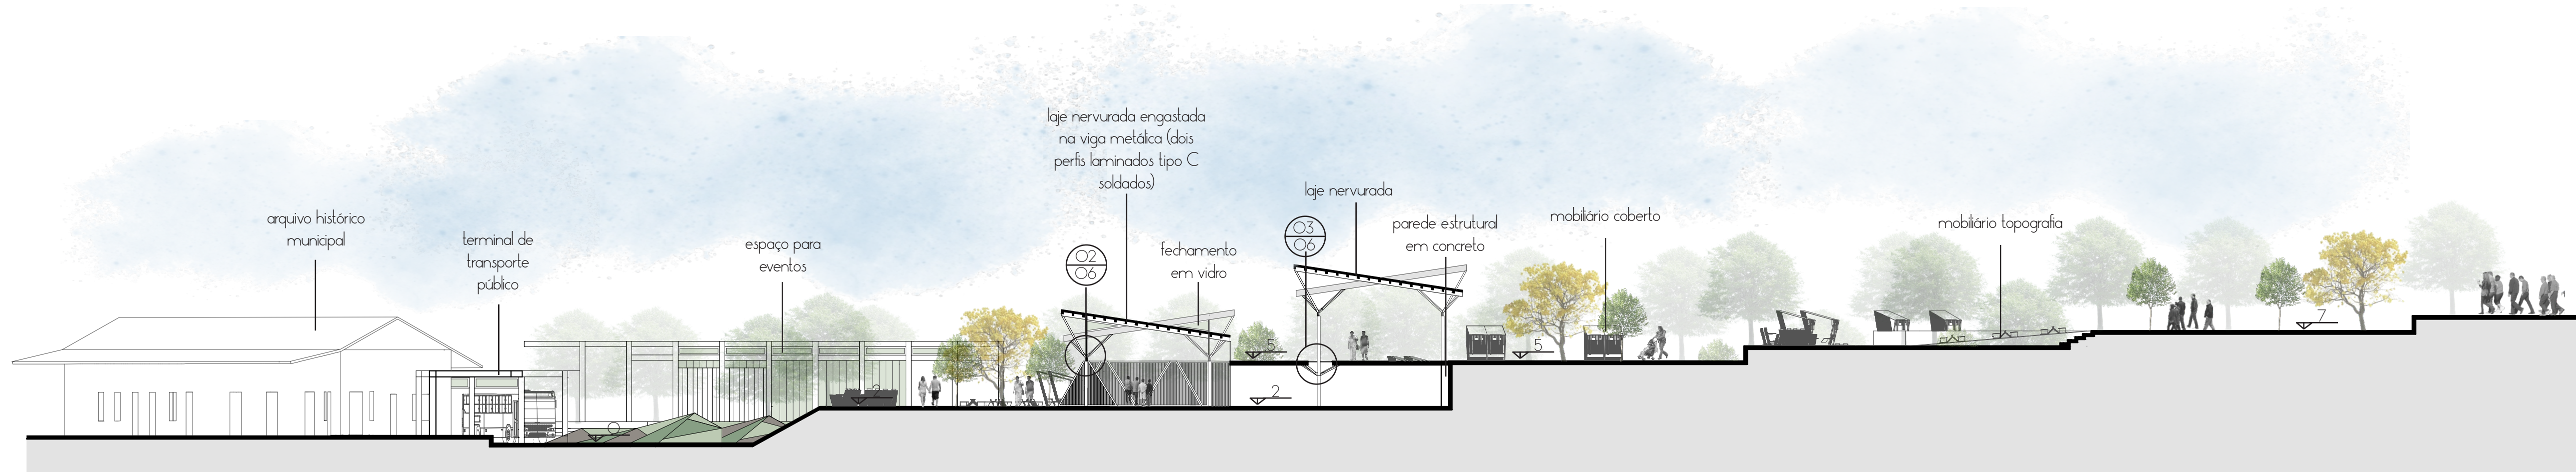 arquivo histórico
municipal
terminal de
transporte
público
espaço para
eventos
laje nervurada engastada
na viga metálica (dois
perfis laminados tipo C
soldados)
02
06
fechamento
em vidro
03
06
laje nervurada
parede estrutural
em concreto
mobiliário coberto
mobiliário topografia
0
2
5
2
5
7